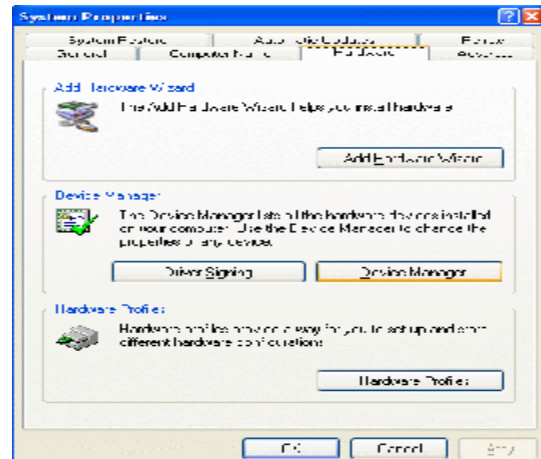 System Properties
System Restore Automatic Updates Remote
General Computer Name Hardware Advanced
Add Hardware Wizard
The Add Hardware Wizard helps you install hardware.
Add Hardware Wizard
Device Manager
The Device Manager lists all the hardware devices installed
on your computer. Use the Device Manager to change the
properties of any device.
Driver Signing Device Manager
Hardware Profiles
Hardware profiles provide a way for you to set up and store
different hardware configurations.
Hardware Profiles
OK Cancel Apply